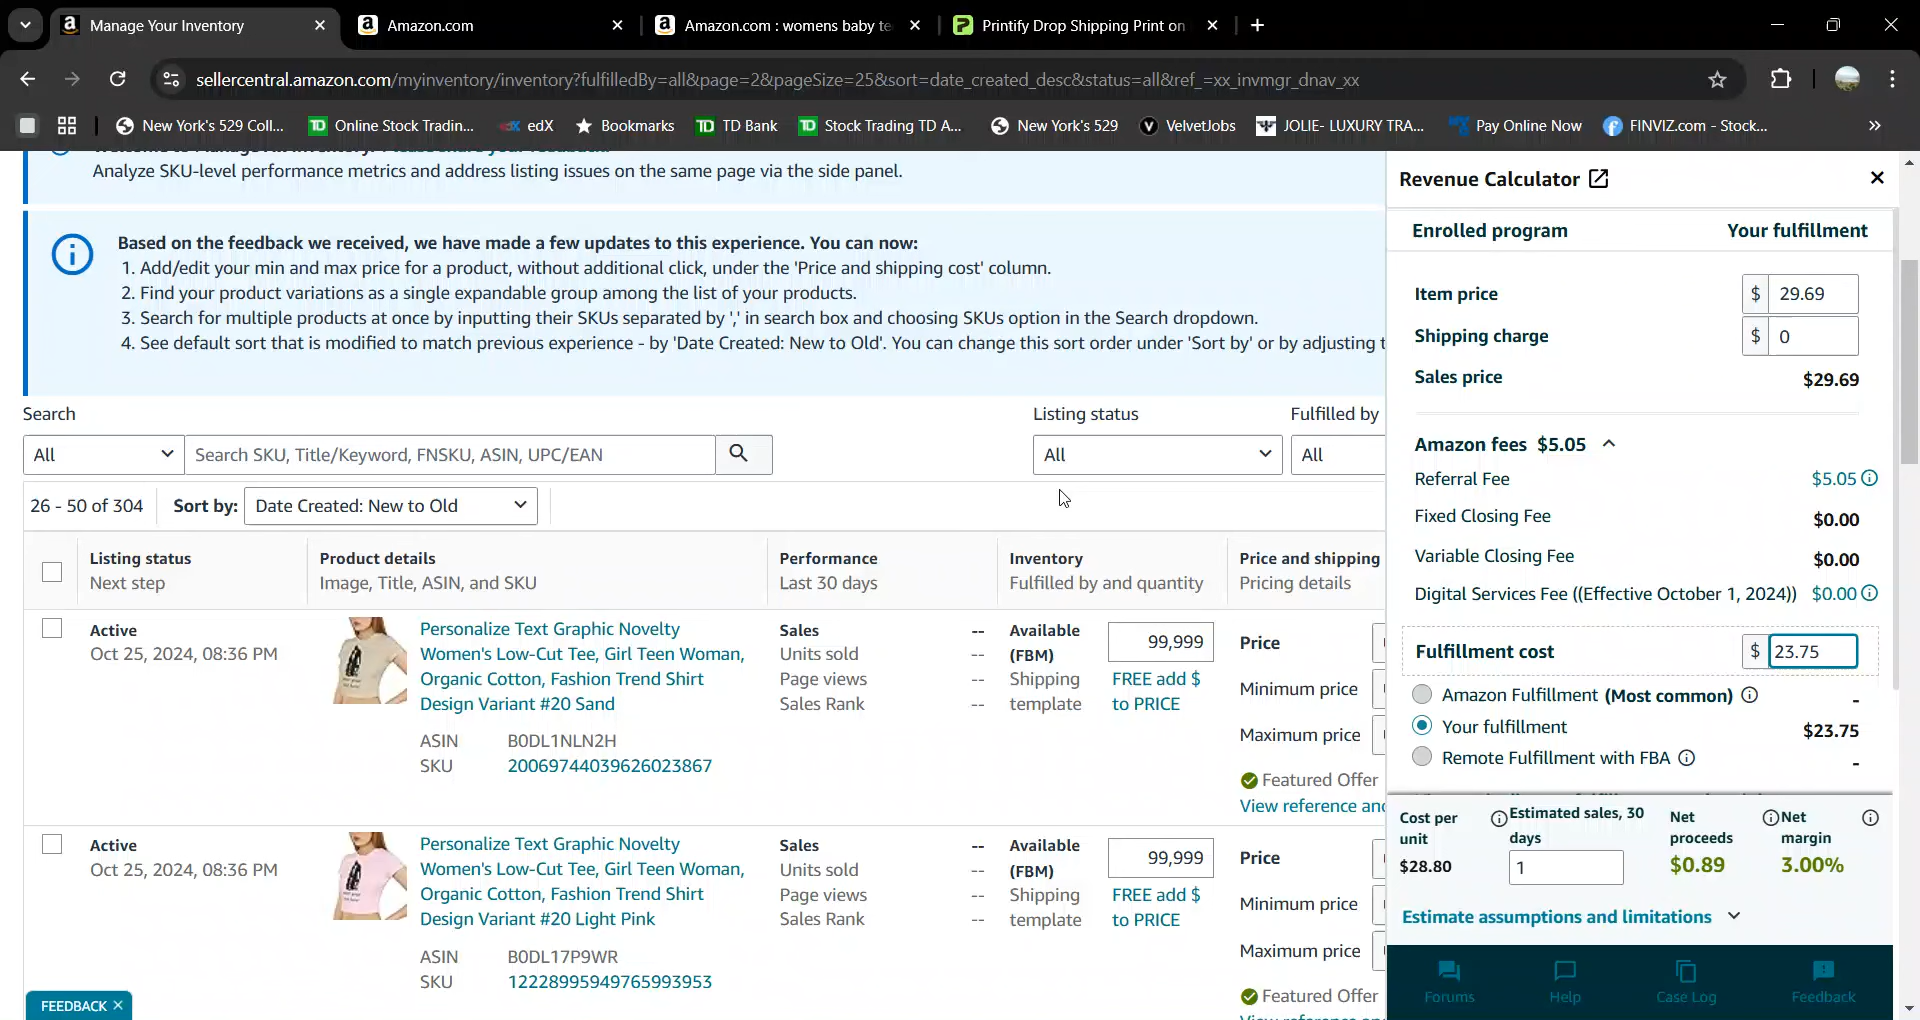 Manage Your Inventory
Amazon.com
Amazon.com : womens baby te
Printify Drop Shipping Print on
sellercentral.amazon.com/myinventory/inventory?fulfilledBy=all&page=2&pageSize=25&sort=date_created_desc&status=all&ref_=xx_invmgr_dnav_xx
New York's 529 Coll...
Online Stock Tradin...
edX
Bookmarks
TD Bank
Stock Trading TD A...
New York's 529
VelvetJobs
JOLIE- LUXURY TRA...
Pay Online Now
FINVIZ.com - Stock...
Analyze SKU-level performance metrics and address listing issues on the same page via the side panel.
Based on the feedback we received, we have made a few updates to this experience. You can now:
1. Add/edit your min and max price for a product, without additional click, under the 'Price and shipping cost' column.
2. Find your product variations as a single expandable group among the list of your products.
3. Search for multiple products at once by inputting their SKUs separated by ',' in search box and choosing SKUs option in the Search dropdown.
4. See default sort that is modified to match previous experience - by 'Date Created: New to Old'. You can change this sort order under 'Sort by' or by adjusting t
Search
Listing status
Fulfilled by
All
Search SKU, Title/Keyword, FNSKU, ASIN, UPC/EAN
All
All
26 - 50 of 304
Sort by:
Date Created: New to Old
Listing status
Next step
Product details
Image, Title, ASIN, and SKU
Performance
Last 30 days
Inventory
Fulfilled by and quantity
Price and shipping
Pricing details
Active
Oct 25, 2024, 08:36 PM
Personalize Text Graphic Novelty
Women's Low-Cut Tee, Girl Teen Woman,
Organic Cotton, Fashion Trend Shirt
Design Variant #20 Sand
ASIN B0DL1NLN2H
SKU 20069744039626023867
Sales --
Units sold --
Page views --
Sales Rank --
Available
(FBM)
Shipping
template
99,999
FREE add $
to PRICE
Price
Minimum price
Maximum price
Featured Offer
View reference an
Active
Oct 25, 2024, 08:36 PM
Personalize Text Graphic Novelty
Women's Low-Cut Tee, Girl Teen Woman,
Organic Cotton, Fashion Trend Shirt
Design Variant #20 Light Pink
ASIN B0DL17P9WR
SKU 12228995949765993953
Sales --
Units sold --
Page views --
Sales Rank --
Available
(FBM)
Shipping
template
99,999
FREE add $
to PRICE
Price
Minimum price
Maximum price
Featured Offer
FEEDBACK
Revenue Calculator
Enrolled program Your fulfillment
Item price $ 29.69
Shipping charge $ 0
Sales price $29.69
Amazon fees $5.05
Referral Fee $5.05
Fixed Closing Fee $0.00
Variable Closing Fee $0.00
Digital Services Fee ((Effective October 1, 2024)) $0.00
Fulfillment cost $ 23.75
Amazon Fulfillment (Most common) -
Your fulfillment $23.75
Remote Fulfillment with FBA -
Cost per
unit
$28.80
Estimated sales, 30
days
1
Net
proceeds
$0.89
Net
margin
3.00%
Estimate assumptions and limitations
Forums
Help
Case Log
Feedback